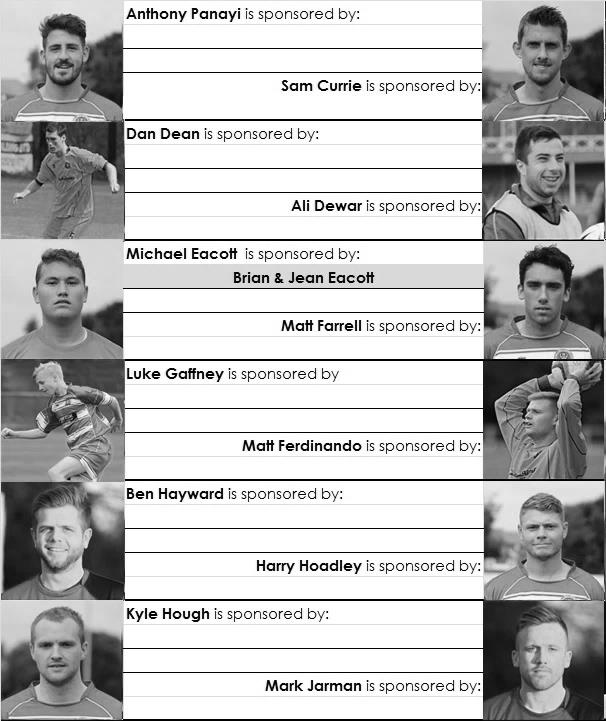 Anthony Panayi is sponsored by:
Sam Currie is sponsored by:
Dan Dean is sponsored by:
Ali Dewar is sponsored by:
Michael Eacott is sponsored by:
Brian & Jean Eacott
Matt Farrell is sponsored by:
Luke Gaffney is sponsored by
Matt Ferdinando is sponsored by:
Ben Hayward is sponsored by:
Harry Hoadley is sponsored by:
Kyle Hough is sponsored by:
Mark Jarman is sponsored by: